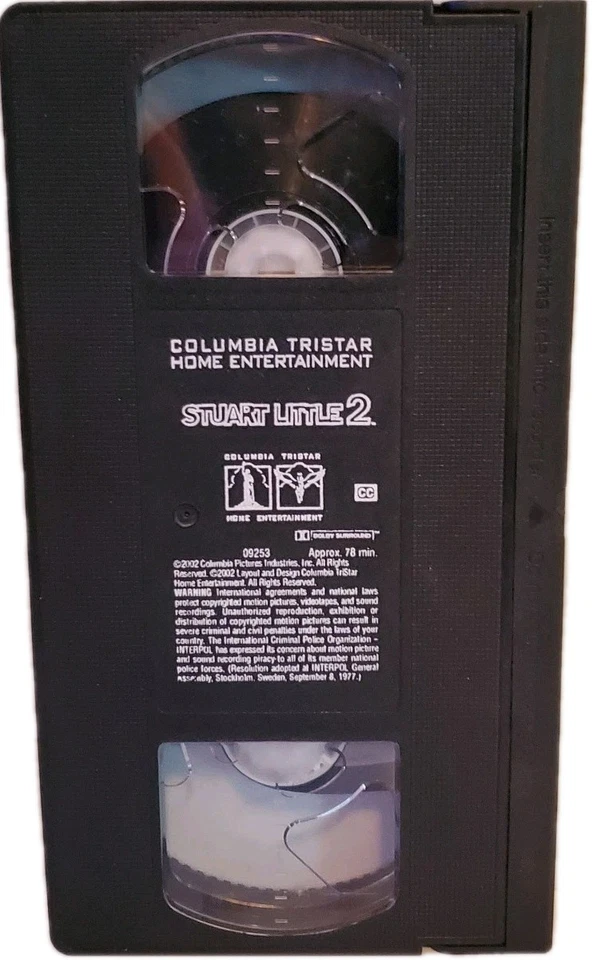 COLUMBIA TRISTAR
HOME ENTERTAINMENT
STUART LITTLE 2
COLUMBIA TRISTAR
HOME ENTERTAINMENT
CC
DOLBY SURROUND
09253 Approx. 78 min.
©2002 Columbia Pictures Industries, Inc. All Rights
Reserved. ©2002 Layout and Design Columbia TriStar
Home Entertainment. All Rights Reserved.
WARNING International agreements and national laws
protect copyrighted motion pictures, videotapes, and sound
recordings. Unauthorized reproduction, exhibition or
distribution of copyrighted motion pictures can result in
severe criminal and civil penalties under the laws of your
country. The International Criminal Police Organization -
INTERPOL has expressed its concern about motion picture
and sound recording piracy to all of its member national
police forces. (Resolution adopted at INTERPOL General
Assembly, Stockholm, Sweden, September 8, 1977.)
Insert this side into